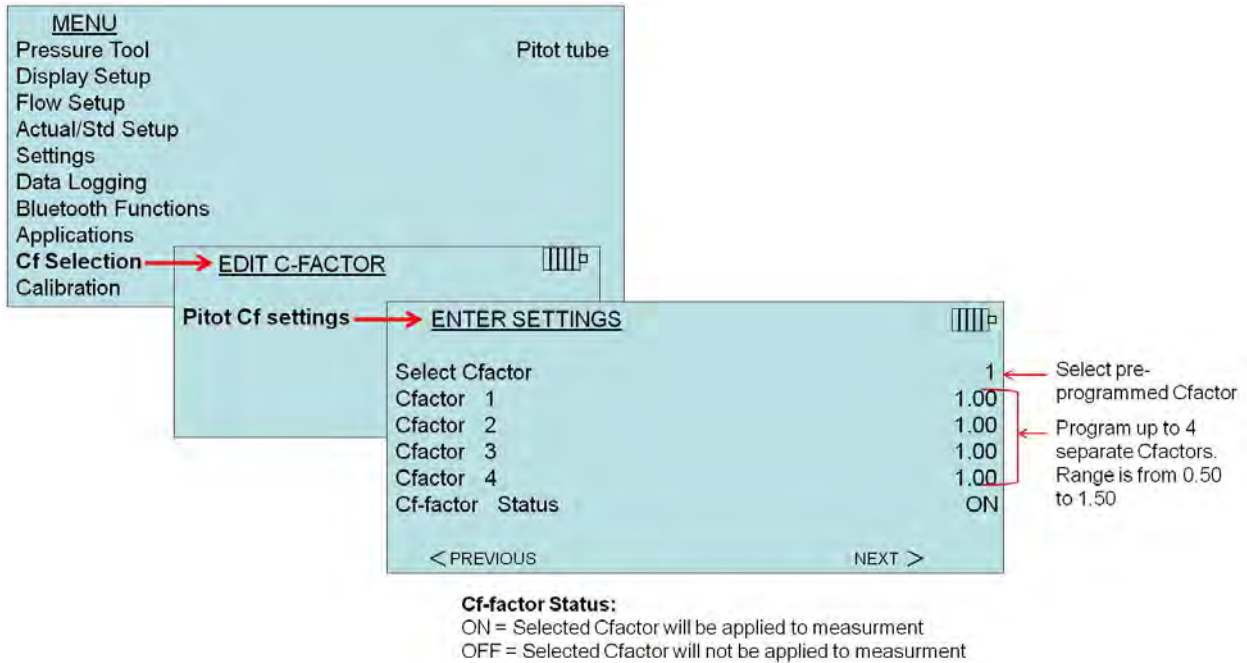 MENU
Pressure Tool Pitot tube
Display Setup
Flow Setup
Actual/Std Setup
Settings
Data Logging
Bluetooth Functions
Applications
Cf Selection
Calibration
EDIT C-FACTOR
Pitot Cf settings
ENTER SETTINGS
Select Cfactor 1
Cfactor 1 1.00
Cfactor 2 1.00
Cfactor 3 1.00
Cfactor 4 1.00
Cf-factor Status ON
< PREVIOUS NEXT >
Select pre-
programmed Cfactor
Program up to 4
separate Cfactors.
Range is from 0.50
to 1.50
Cf-factor Status:
ON = Selected Cfactor will be applied to measurment
OFF = Selected Cfactor will not be applied to measurment